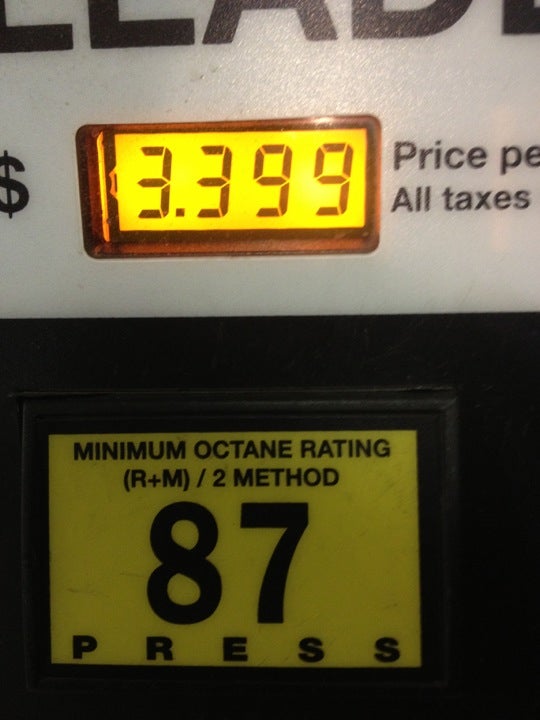 $ 3.399 Price pe
All taxes
MINIMUM OCTANE RATING
(R+M) / 2 METHOD
87
PRESS